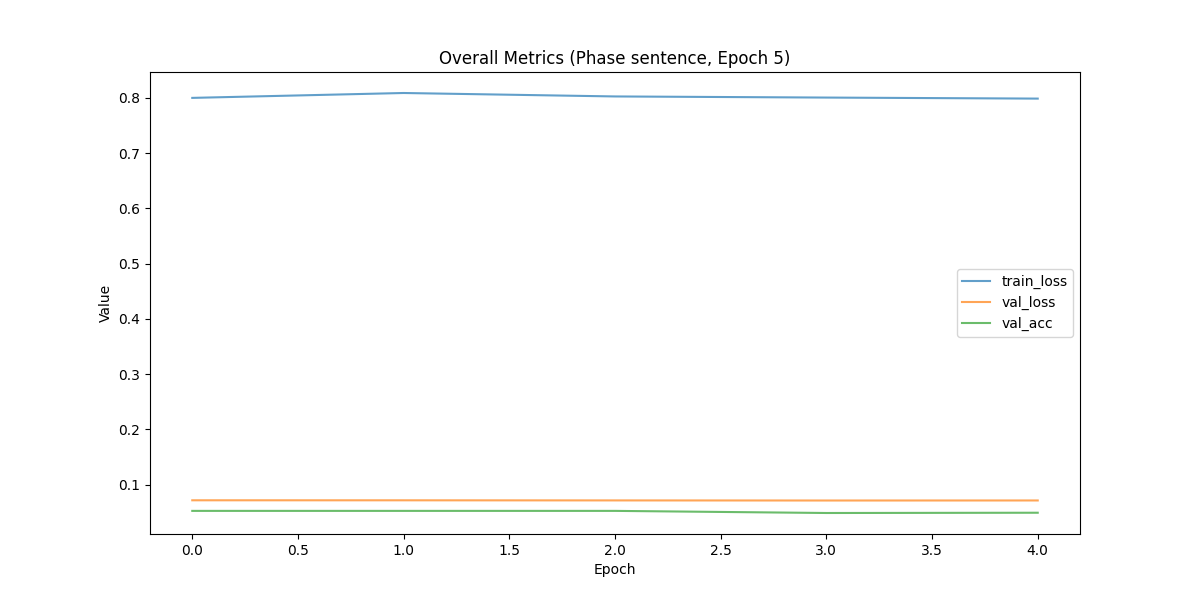 Overall Metrics (Phase sentence, Epoch 5)
Value
0.8
0.7
0.6
0.5
0.4
0.3
0.2
0.1
train_loss
val_loss
val_acc
0.0 0.5 1.0 1.5 2.0 2.5 3.0 3.5 4.0
Epoch